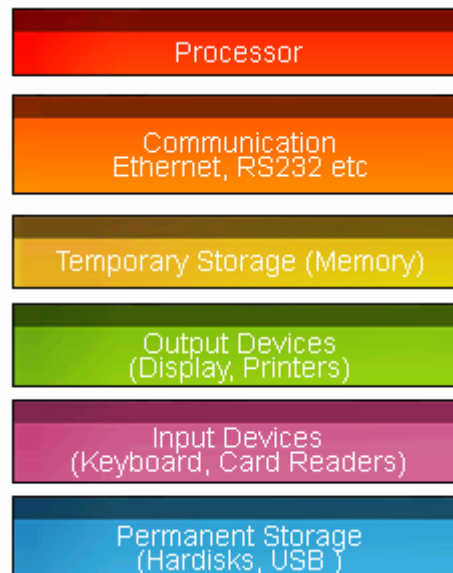 Processor
Communication
Ethernet, RS232 etc
Temporary Storage (Memory)
Output Devices
(Display, Printers)
Input Devices
(Keyboard, Card Readers)
Permanent Storage
(Hardisks, USB )